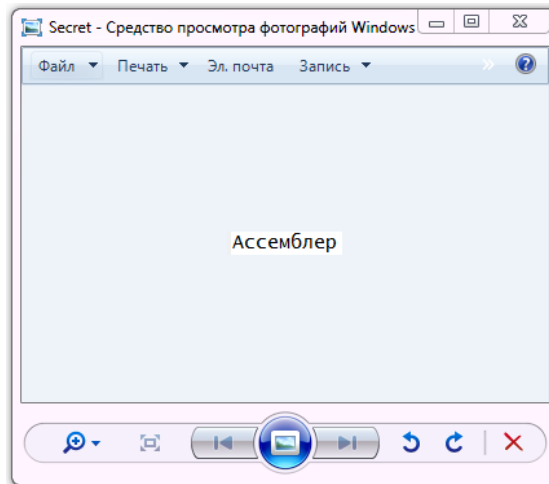 Secret - Средство просмотра фотографий Windows
Файл Печать Эл. почта Запись »
Ассемблер